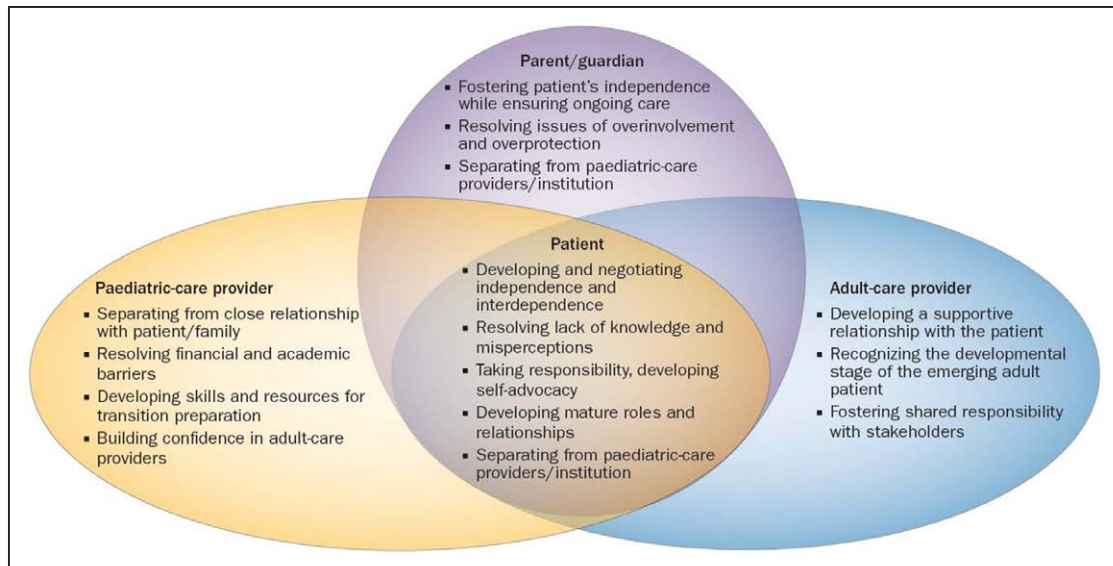 Parent/guardian
▪ Fostering patient's independence
while ensuring ongoing care
▪ Resolving issues of overinvolvement
and overprotection
▪ Separating from paediatric-care
providers/institution
Paediatric-care provider
▪ Separating from close relationship
with patient/family
▪ Resolving financial and academic
barriers
▪ Developing skills and resources for
transition preparation
▪ Building confidence in adult-care
providers
Patient
▪ Developing and negotiating
independence and
interdependence
▪ Resolving lack of knowledge and
misperceptions
▪ Taking responsibility, developing
self-advocacy
▪ Developing mature roles and
relationships
▪ Separating from paediatric-care
providers/institution
Adult-care provider
▪ Developing a supportive
relationship with the patient
▪ Recognizing the developmental
stage of the emerging adult
patient
▪ Fostering shared responsibility
with stakeholders